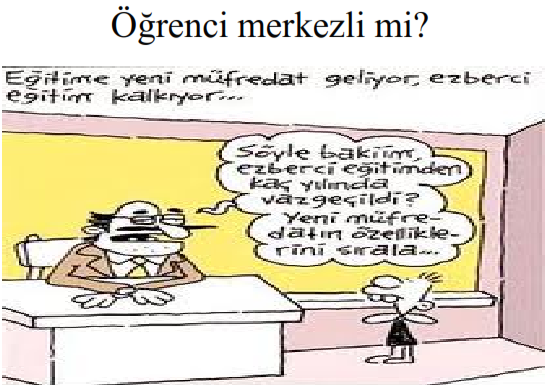 Öğrenci merkezli mi?
Eğitime yeni müfredat geliyor, ezberci
eğitim kalkıyor...
Söyle bakiim,
ezberci eğitimden
kaç yılında
vazgeçildi?
Yeni müfre-
datın özellikle-
rini sırala...